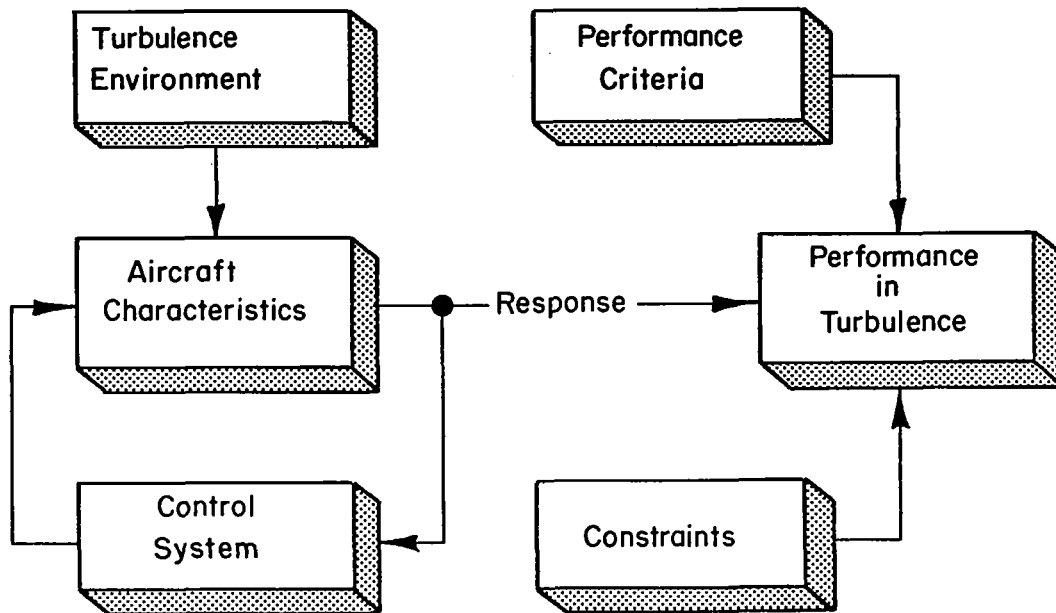 Turbulence
Environment
Performance
Criteria
Aircraft
Characteristics
Response
Performance
in
Turbulence
Control
System
Constraints